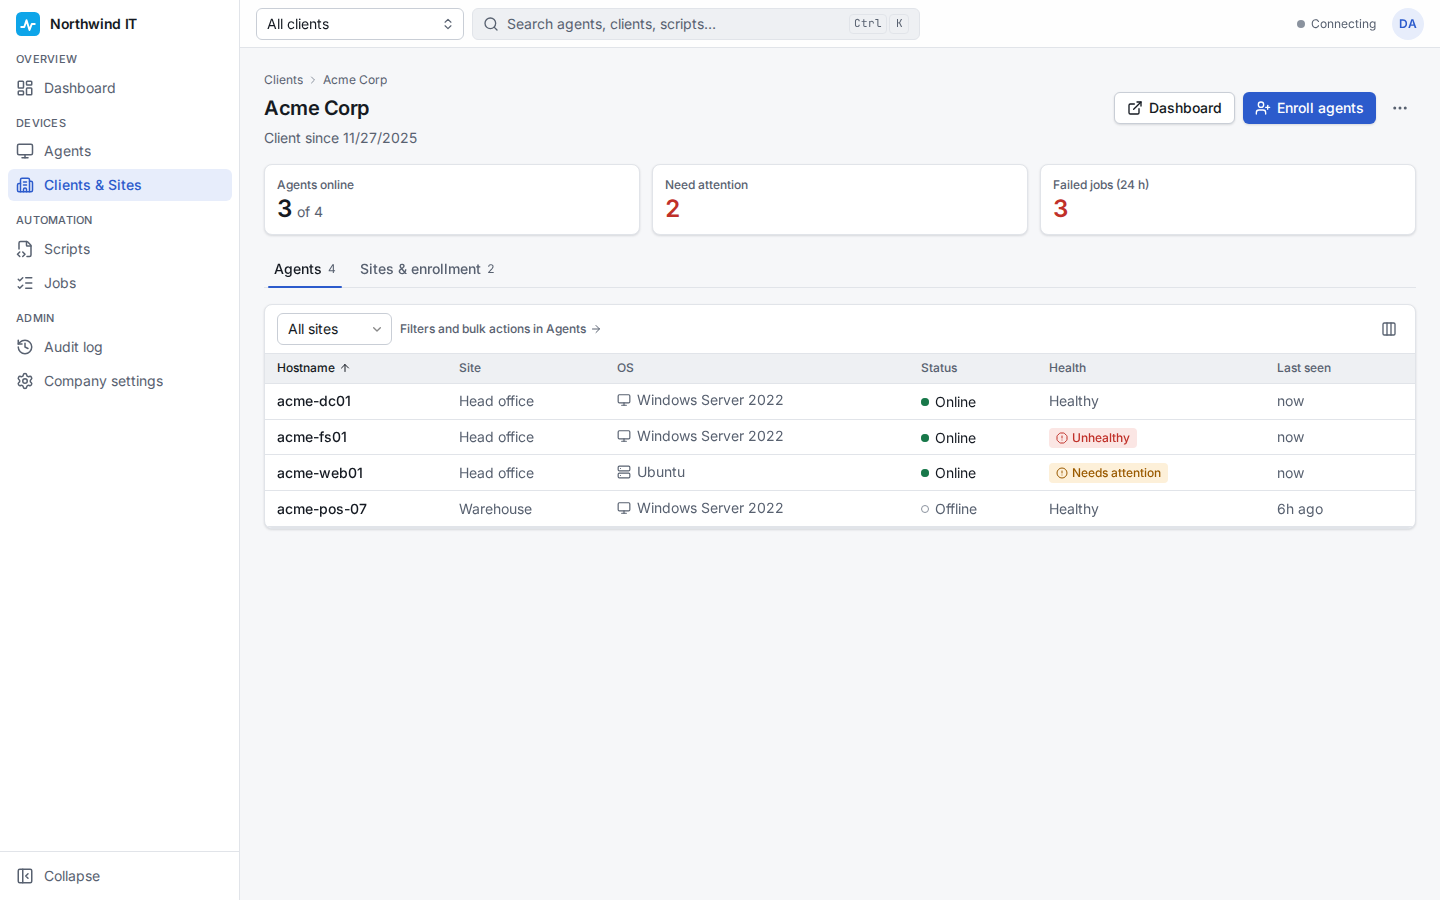 Northwind IT
OVERVIEW
Dashboard
DEVICES
Agents
Clients & Sites
AUTOMATION
Scripts
Jobs
ADMIN
Audit log
Company settings
Collapse
All clients
Search agents, clients, scripts...
Ctrl K
Connecting
DA
Clients > Acme Corp
Acme Corp
Client since 11/27/2025
Dashboard
Enroll agents
Agents online
3 of 4
Need attention
2
Failed jobs (24 h)
3
Agents 4
Sites & enrollment 2
All sites
Filters and bulk actions in Agents →
Hostname ↑ Site OS Status Health Last seen
acme-dc01 Head office Windows Server 2022 Online Healthy now
acme-fs01 Head office Windows Server 2022 Online Unhealthy now
acme-web01 Head office Ubuntu Online Needs attention now
acme-pos-07 Warehouse Windows Server 2022 Offline Healthy 6h ago